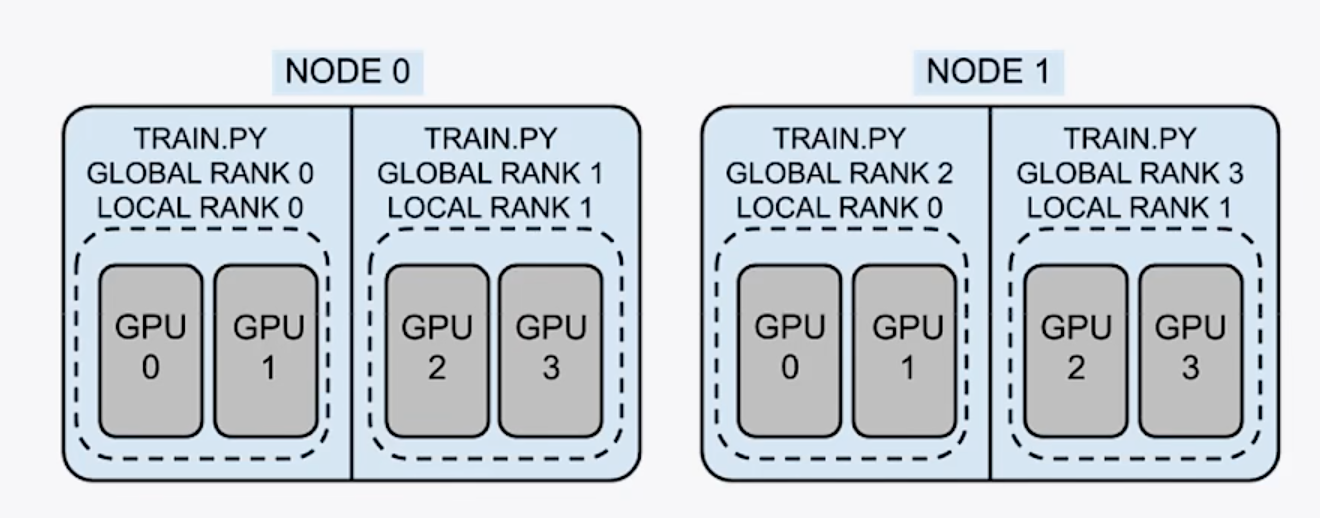 NODE 0
TRAIN.PY
GLOBAL RANK 0
LOCAL RANK 0
GPU
0
GPU
1
TRAIN.PY
GLOBAL RANK 1
LOCAL RANK 1
GPU
2
GPU
3
NODE 1
TRAIN.PY
GLOBAL RANK 2
LOCAL RANK 0
GPU
0
GPU
1
TRAIN.PY
GLOBAL RANK 3
LOCAL RANK 1
GPU
2
GPU
3